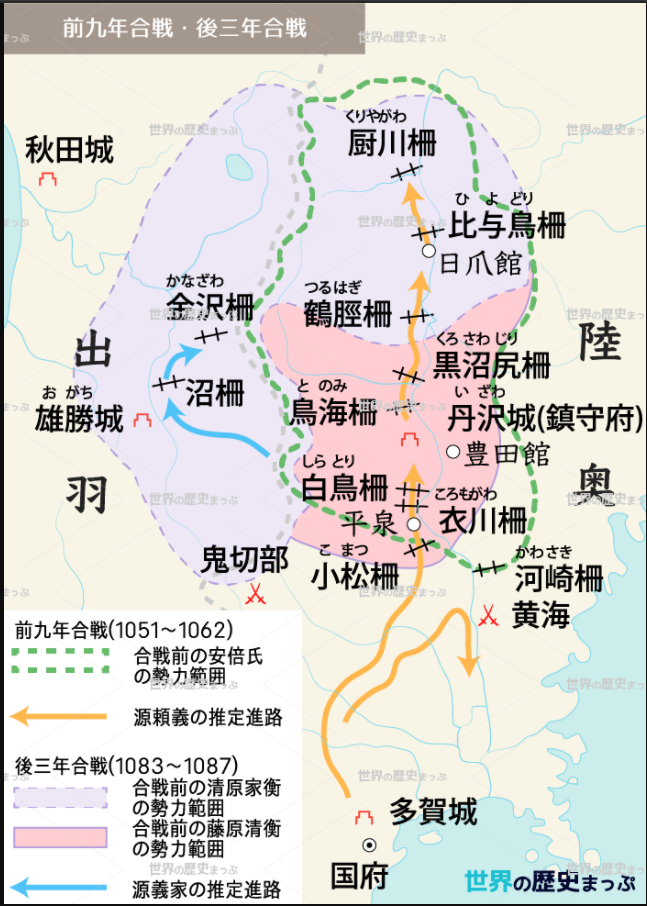 前九年合戦・後三年合戦
世界の歴史まっぷ
くりやがわ
厨川柵
秋田城
ひよどり
比与鳥柵
日爪館
かなざわ
金沢柵
つるはぎ
鶴脛柵
出
陸
くろさわじり
黒沼尻柵
沼柵
とのみ
鳥海柵
いざわ
丹沢城(鎮守府)
おがち
雄勝城
豊田館
しらとり
白鳥柵
羽
奥
ころもがわ
衣川柵
平泉
鬼切部
こまつ
小松柵
かわさき
河崎柵
黄海
前九年合戦(1051〜1062)
合戦前の安倍氏
の勢力範囲
源頼義の推定進路
後三年合戦(1083〜1087)
合戦前の清原家衡
の勢力範囲
合戦前の藤原清衡
の勢力範囲
源義家の推定進路
多賀城
国府
世界の歴史まっぷ